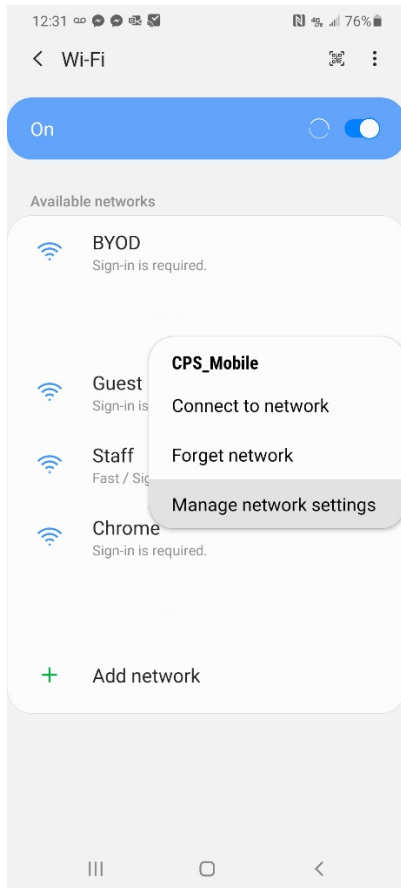 12:31 76%
Wi-Fi
On
Available networks
BYOD
Sign-in is required.
CPS_Mobile
Guest
Sign-in is
Connect to network
Staff
Fast / Sig
Forget network
Manage network settings
Chrome
Sign-in is required.
+ Add network